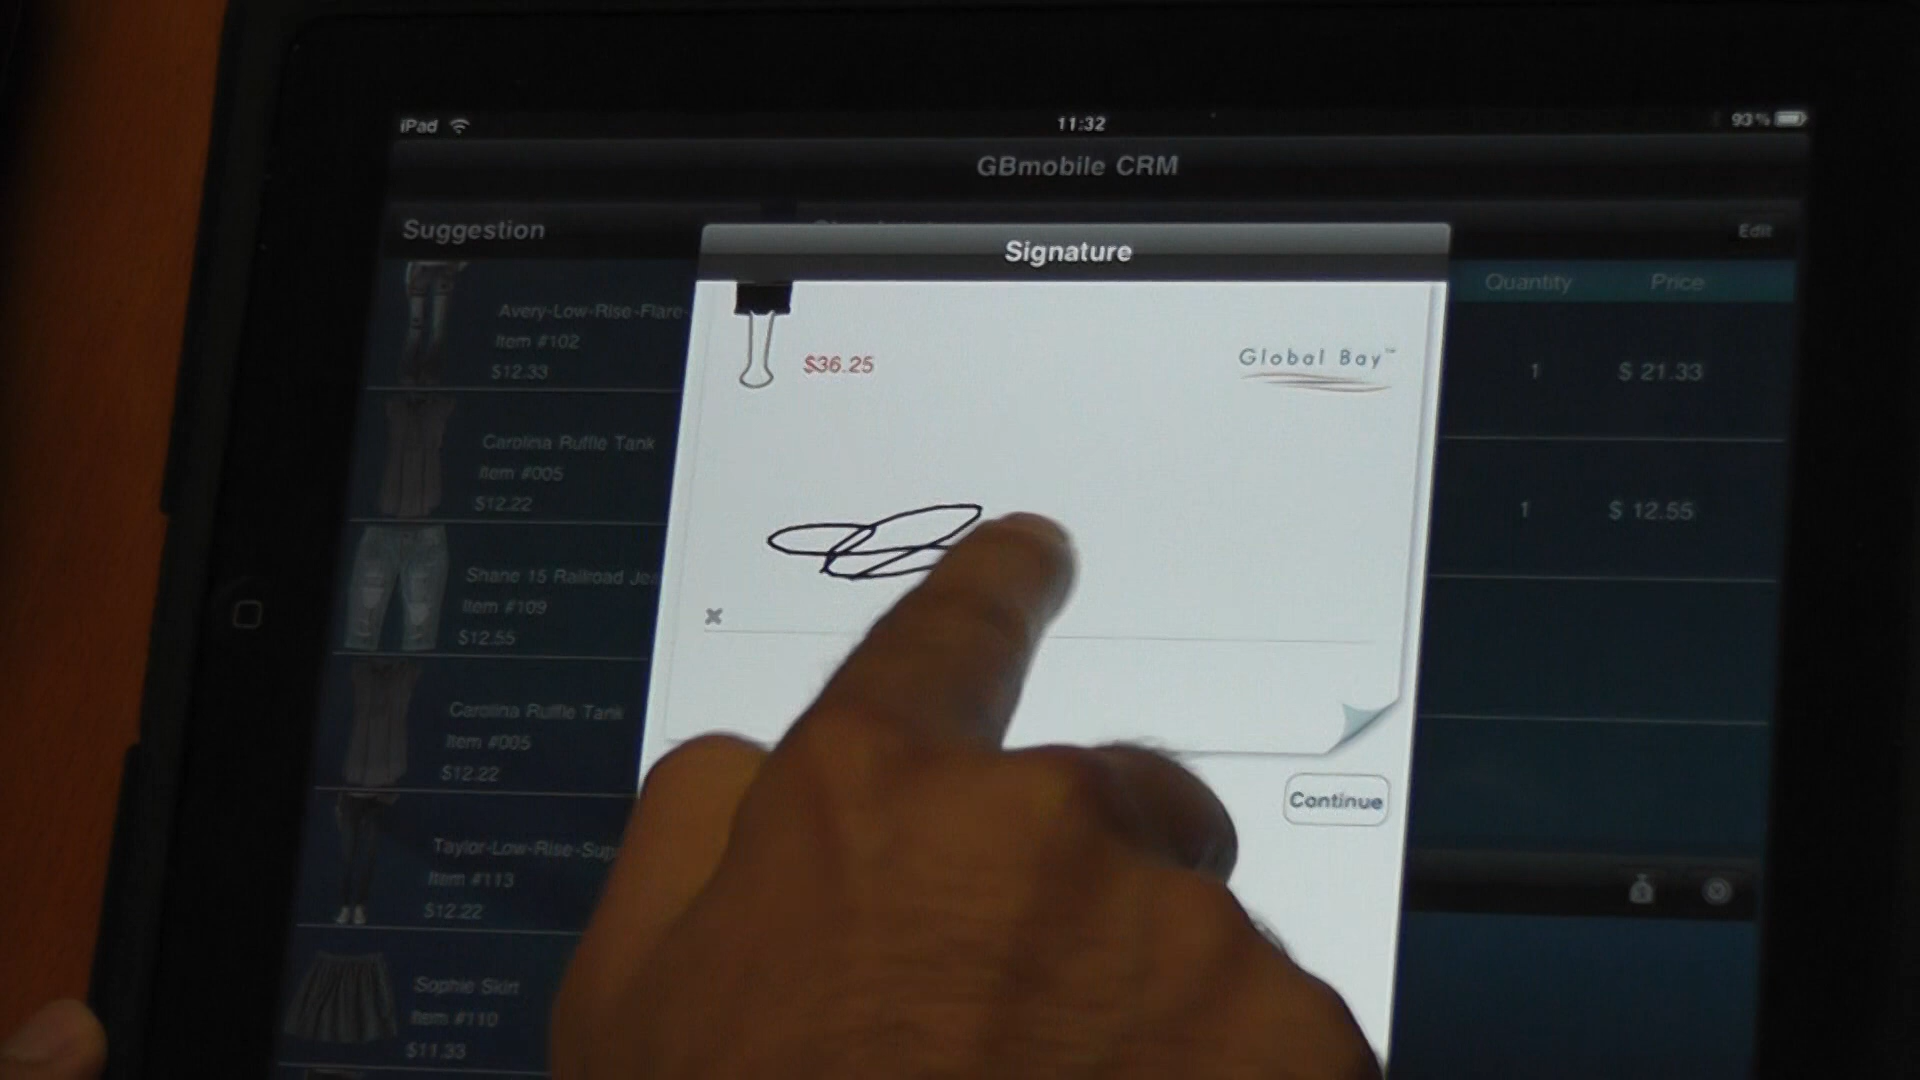 iPad
11:32
93%
GBmobile CRM
Suggestion
Edit
Signature
Quantity Price
Avery-Low-Rise-Flare-
Item #102
$12.33
$36.25
Global Bay™
1 $ 21.33
Carolina Ruffle Tank
Item #005
$12.22
1 $ 12.55
Shane 15 Railroad Jea
Item #109
$12.55
Carolina Ruffle Tank
Item #005
$12.22
Continue
Taylor-Low-Rise-Sup
Item #113
$12.22
Sophie Skirt
Item #110
$11.33